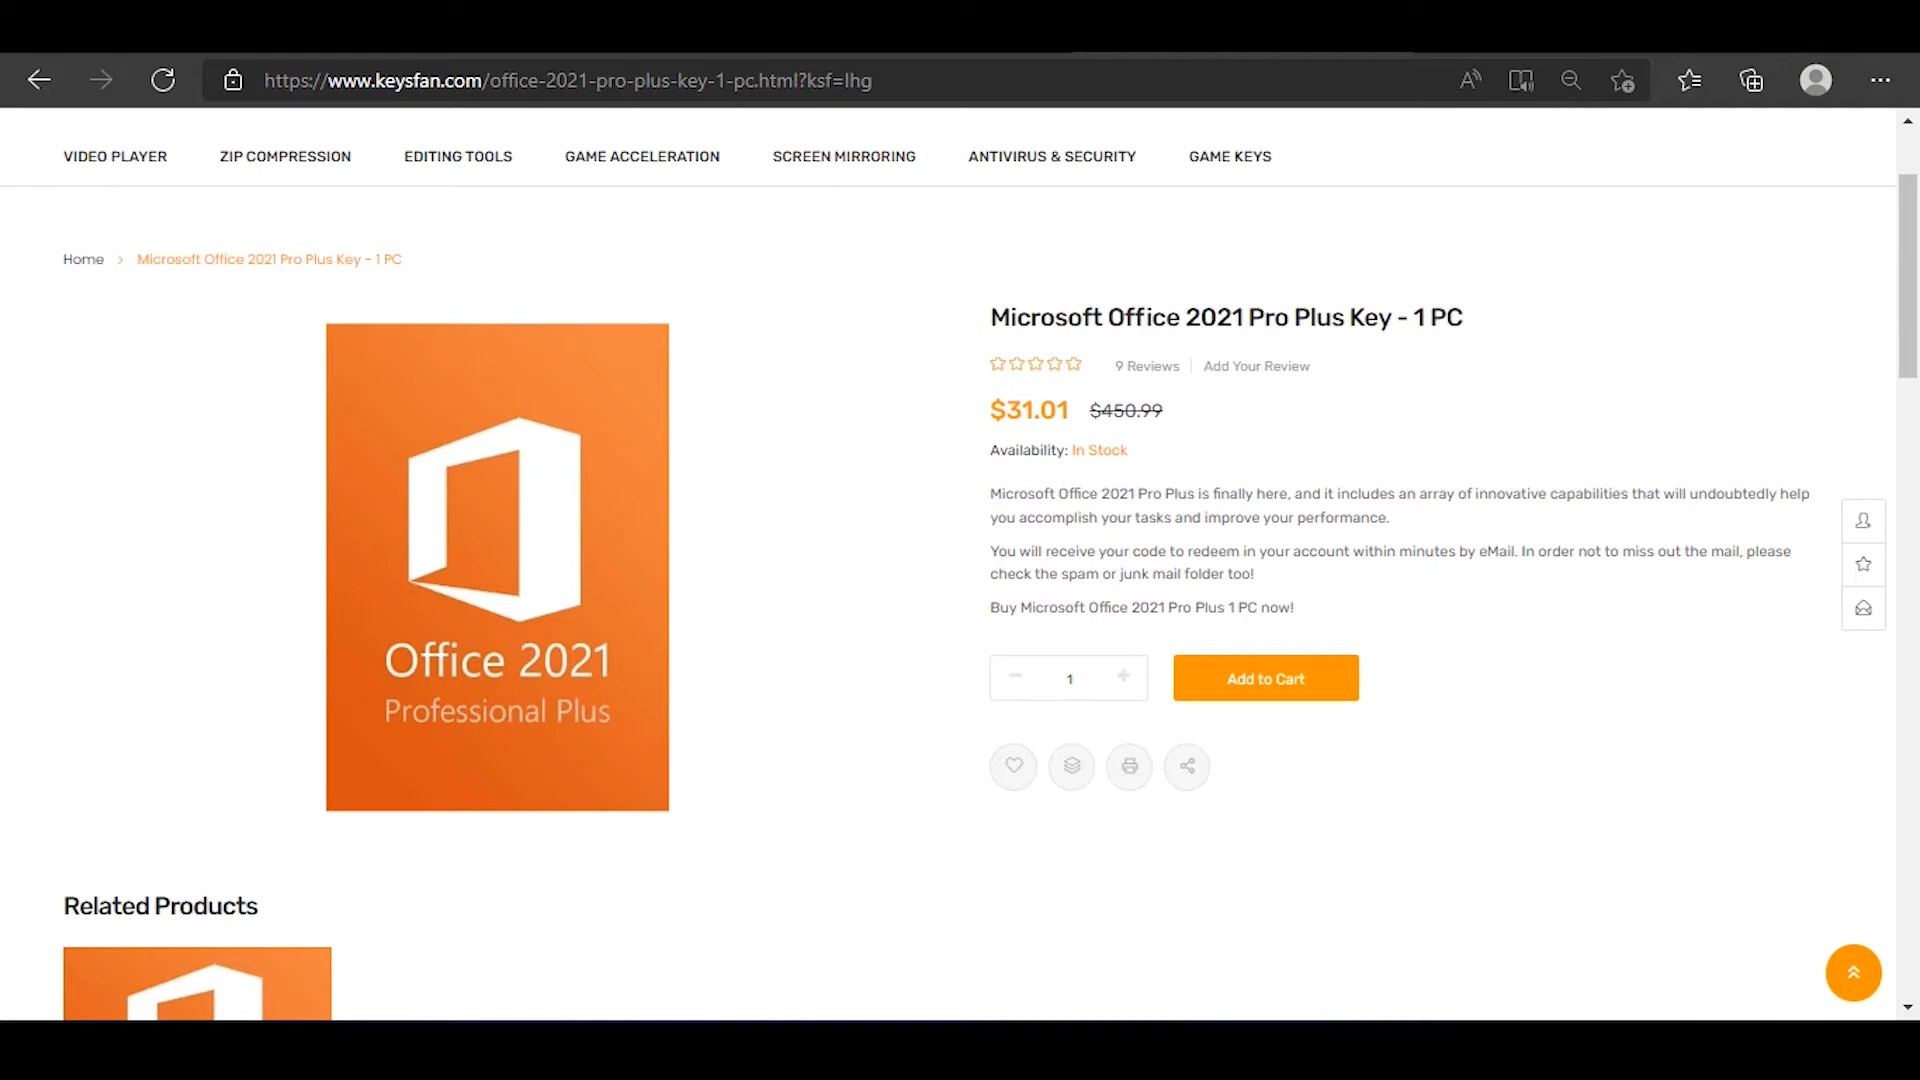 https://www.keysfan.com/office-2021-pro-plus-key-1-pc.html?ksf=lhg
VIDEO PLAYER ZIP COMPRESSION EDITING TOOLS GAME ACCELERATION SCREEN MIRRORING ANTIVIRUS & SECURITY GAME KEYS
Home > Microsoft Office 2021 Pro Plus Key - 1 PC
Office 2021
Professional Plus
Microsoft Office 2021 Pro Plus Key - 1 PC
9 Reviews | Add Your Review
$31.01 $450.99
Availability: In Stock
Microsoft Office 2021 Pro Plus is finally here, and it includes an array of innovative capabilities that will undoubtedly help
you accomplish your tasks and improve your performance.
You will receive your code to redeem in your account within minutes by eMail. In order not to miss out the mail, please
check the spam or junk mail folder too!
Buy Microsoft Office 2021 Pro Plus 1 PC now!
− 1 + Add to Cart
Related Products